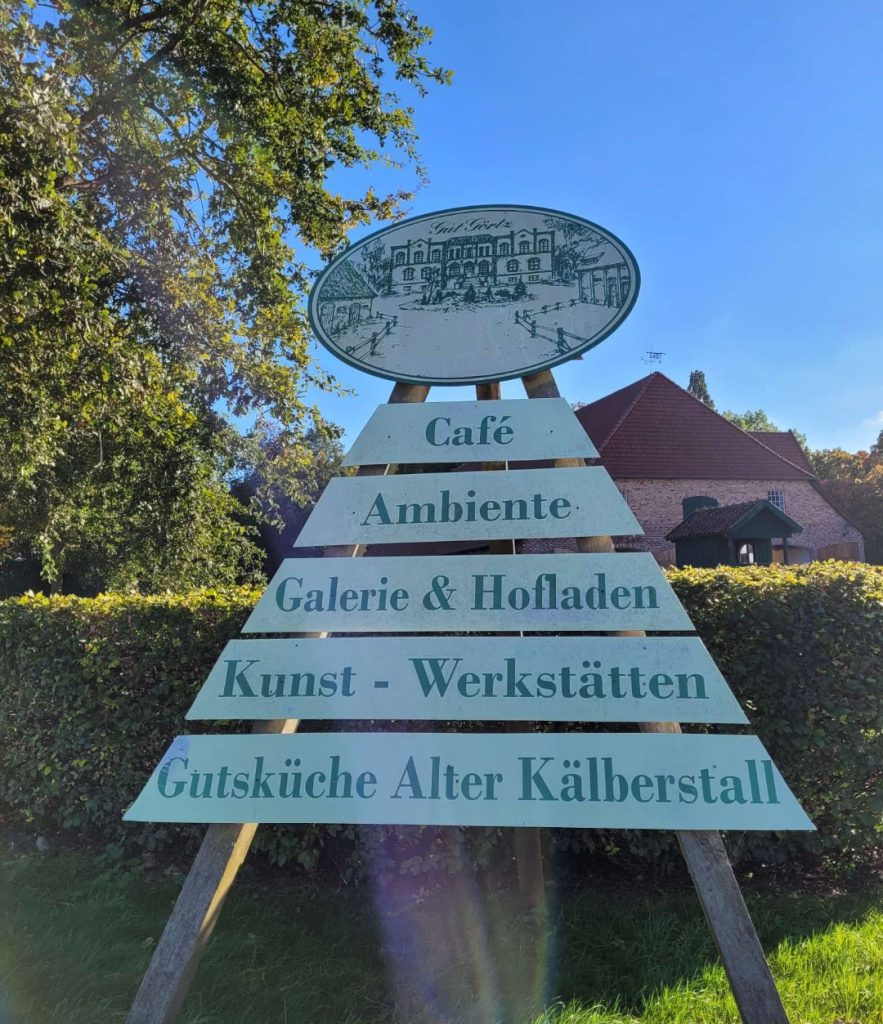 Gut Görtz
Café
Ambiente
Galerie & Hofladen
Kunst - Werkstätten
Gutsküche Alter Kälberstall